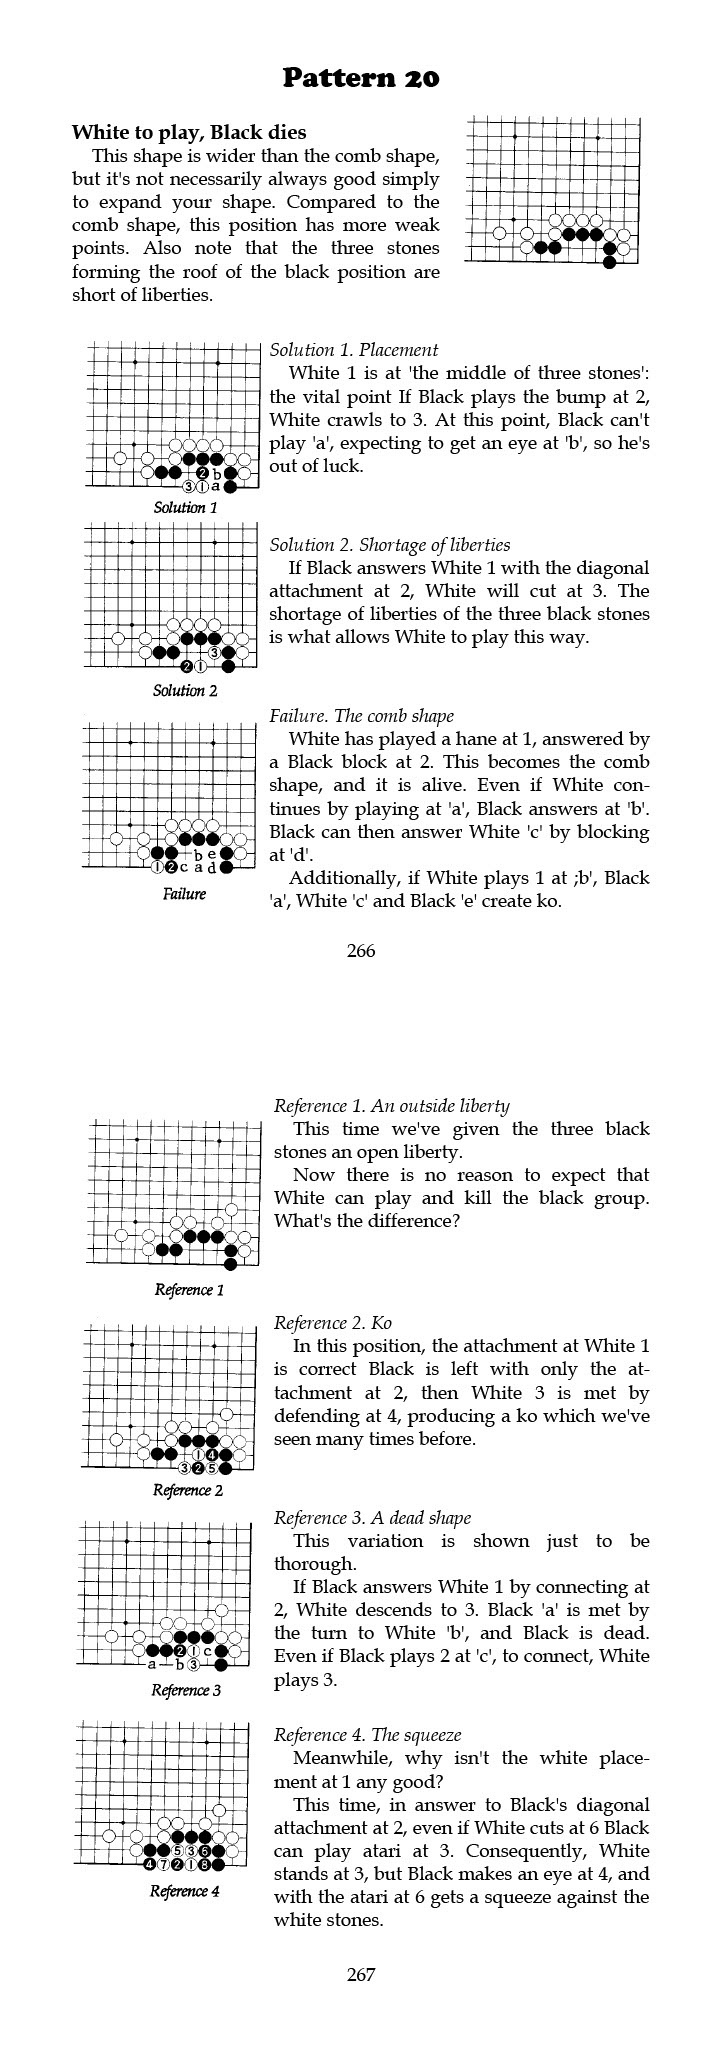 Pattern 20
White to play, Black dies
This shape is wider than the comb shape,
but it's not necessarily always good simply
to expand your shape. Compared to the
comb shape, this position has more weak
points. Also note that the three stones
forming the roof of the black position are
short of liberties.
Solution 1. Placement
White 1 is at 'the middle of three stones':
the vital point If Black plays the bump at 2,
White crawls to 3. At this point, Black can't
play 'a', expecting to get an eye at 'b', so he's
out of luck.
2 b
3 1 a
Solution 1
Solution 2. Shortage of liberties
If Black answers White 1 with the diagonal
attachment at 2, White will cut at 3. The
shortage of liberties of the three black stones
is what allows White to play this way.
3
2 1
Solution 2
Failure. The comb shape
White has played a hane at 1, answered by
a Black block at 2. This becomes the comb
shape, and it is alive. Even if White con-
tinues by playing at 'a', Black answers at 'b'.
Black can then answer White 'c' by blocking
at 'd'.
Additionally, if White plays 1 at ;b', Black
'a', White 'c' and Black 'e' create ko.
b e
1 2 c a d
Failure
266
Reference 1. An outside liberty
This time we've given the three black
stones an open liberty.
Now there is no reason to expect that
White can play and kill the black group.
What's the difference?
Reference 1
Reference 2. Ko
In this position, the attachment at White 1
is correct Black is left with only the at-
tachment at 2, then White 3 is met by
defending at 4, producing a ko which we've
seen many times before.
1 4
3 2 5
Reference 2
Reference 3. A dead shape
This variation is shown just to be
thorough.
If Black answers White 1 by connecting at
2, White descends to 3. Black 'a' is met by
the turn to White 'b', and Black is dead.
Even if Black plays 2 at 'c', to connect, White
plays 3.
2 1 c
a b 3
Reference 3
Reference 4. The squeeze
Meanwhile, why isn't the white place-
ment at 1 any good?
This time, in answer to Black's diagonal
attachment at 2, even if White cuts at 6 Black
can play atari at 3. Consequently, White
stands at 3, but Black makes an eye at 4, and
with the atari at 6 gets a squeeze against the
white stones.
5 3 6
4 7 2 1 8
Reference 4
267